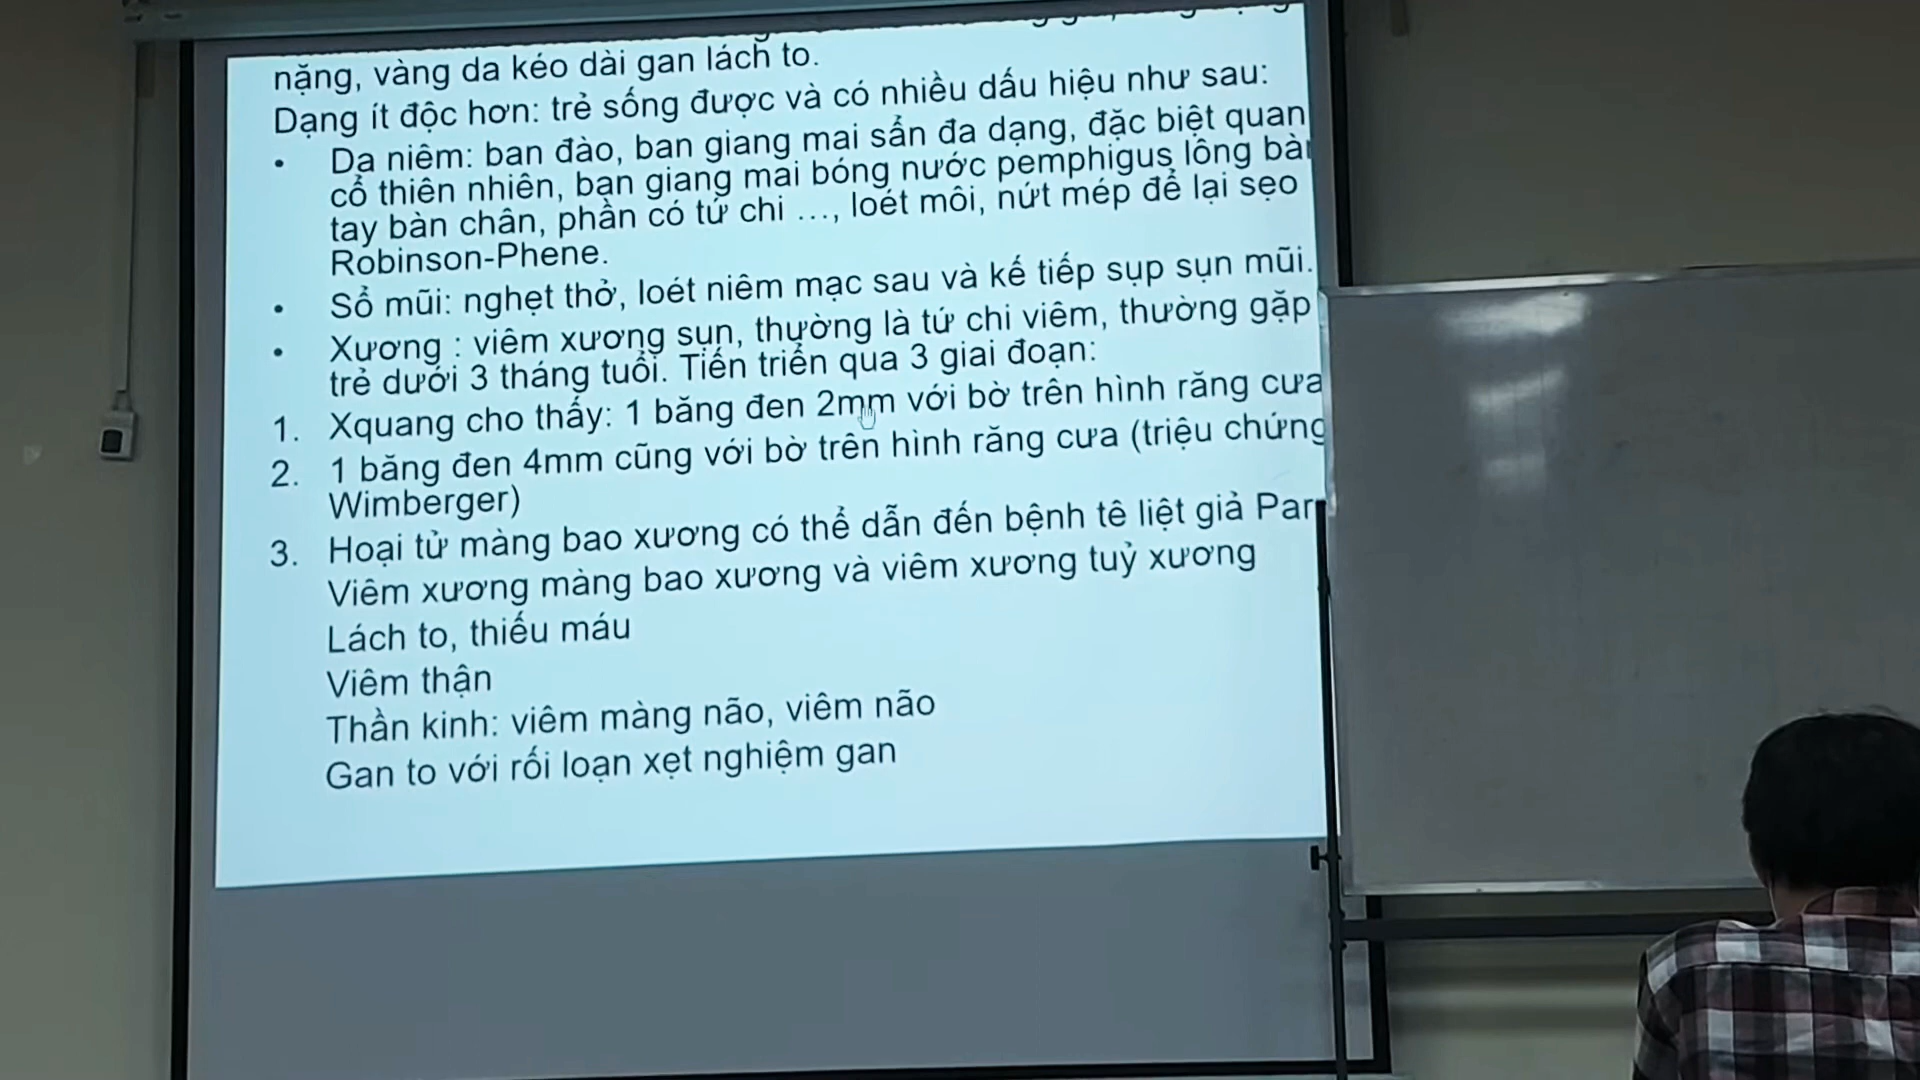 nặng, vàng da kéo dài gan lách to.
Dạng ít độc hơn: trẻ sống được và có nhiều dấu hiệu như sau:
• Da niêm: ban đào, ban giang mai sẩn đa dạng, đặc biệt quan
cổ thiên nhiên, ban giang mai bóng nước pemphigus lông bàn
tay bàn chân, phần có tứ chi ..., loét môi, nứt mép để lại sẹo
Robinson-Phene.
• Sổ mũi: nghẹt thở, loét niêm mạc sau và kế tiếp sụp sụn mũi.
• Xương : viêm xương sụn, thường là tứ chi viêm, thường gặp
trẻ dưới 3 tháng tuổi. Tiến triển qua 3 giai đoạn:
1. Xquang cho thấy: 1 băng đen 2mm với bờ trên hình răng cưa
2. 1 băng đen 4mm cũng với bờ trên hình răng cưa (triệu chứng
Wimberger)
3. Hoại tử màng bao xương có thể dẫn đến bệnh tê liệt giả
Viêm xương màng bao xương và viêm xương tuỷ xương
Lách to, thiếu máu
Viêm thận
Thần kinh: viêm màng não, viêm não
Gan to với rối loạn xẹt nghiệm gan